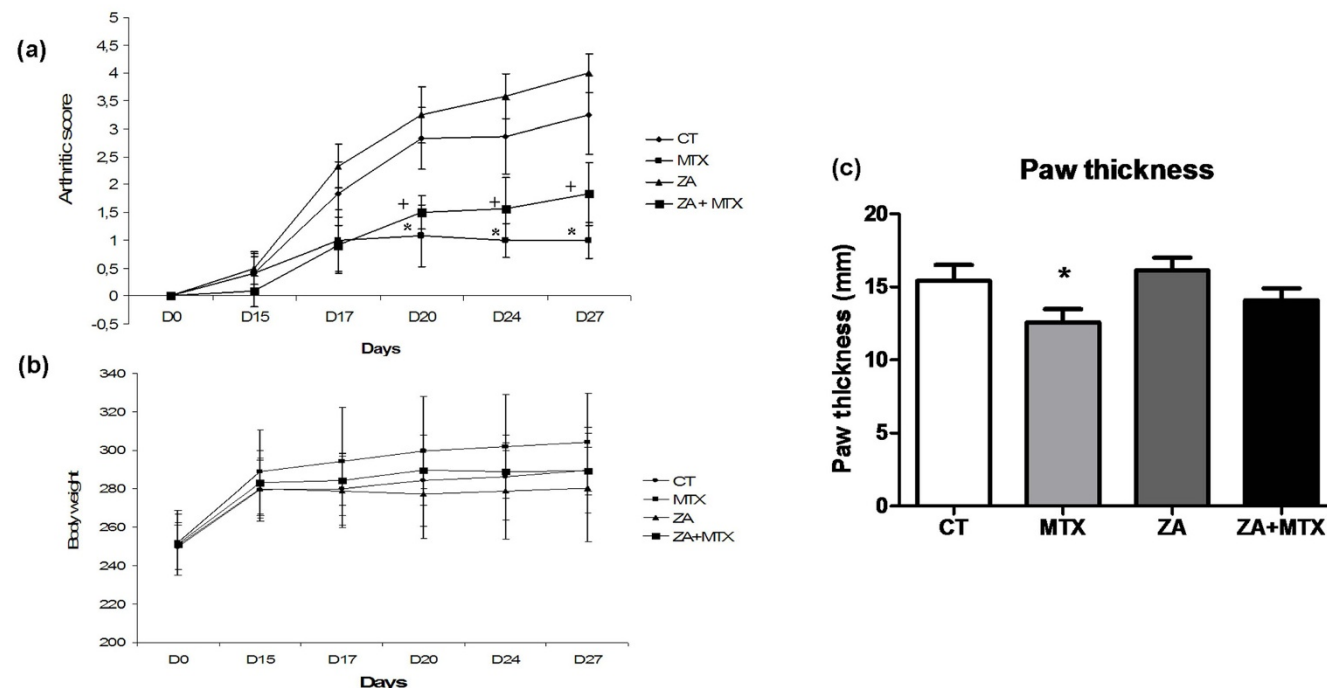 (a)
Arthritic score
5
4,5
4
3,5
3
2,5
2
1,5
1
0,5
0
-0,5
+
+
+
*
*
*
D0 D15 D17 D20 D24 D27
Days
CT
MTX
ZA
ZA + MTX
(b)
Body weight
340
320
300
280
260
240
220
200
D0 D15 D17 D20 D24 D27
Days
CT
MTX
ZA
ZA+MTX
(c)
Paw thickness
Paw thickness (mm)
20
15
10
5
0
*
CT MTX ZA ZA+MTX